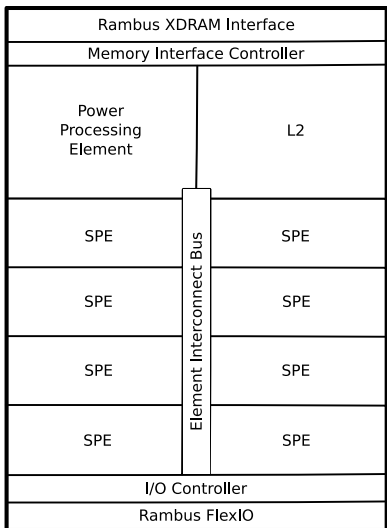 Rambus XDRAM Interface
Memory Interface Controller
Power
Processing
Element
L2
SPE
SPE
SPE
SPE
Element Interconnect Bus
SPE
SPE
SPE
SPE
I/O Controller
Rambus FlexIO